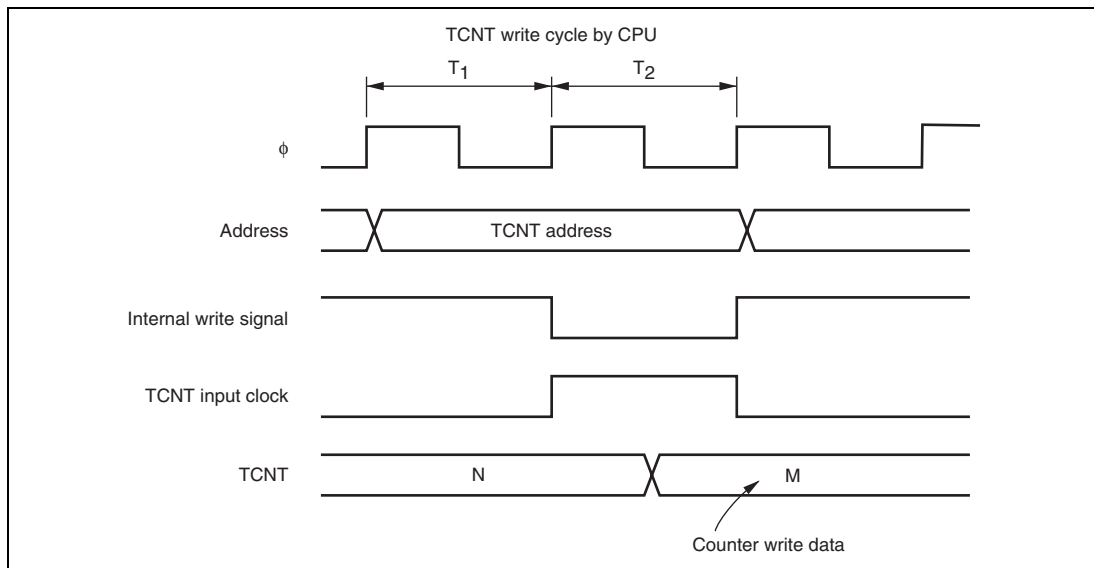 TCNT write cycle by CPU
T1 T2
ϕ
Address TCNT address
Internal write signal
TCNT input clock
TCNT N M
Counter write data